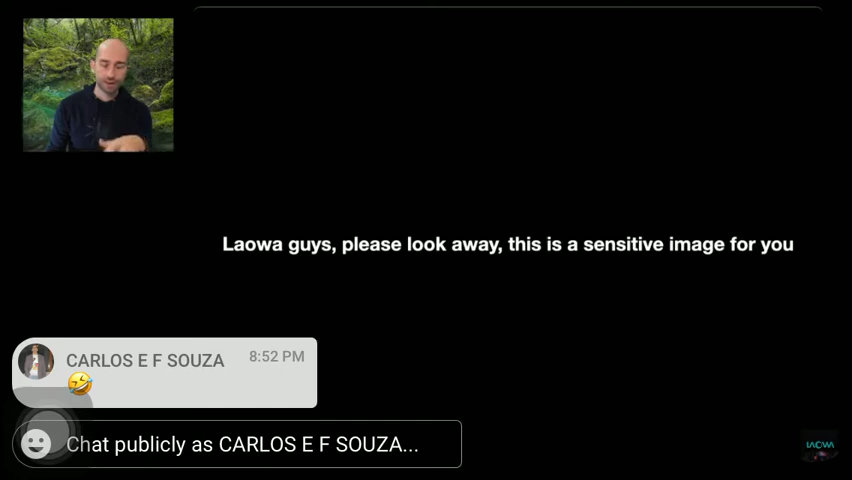 Laowa guys, please look away, this is a sensitive image for you
CARLOS E F SOUZA 8:52 PM
🤣
Chat publicly as CARLOS E F SOUZA...
LAOWA